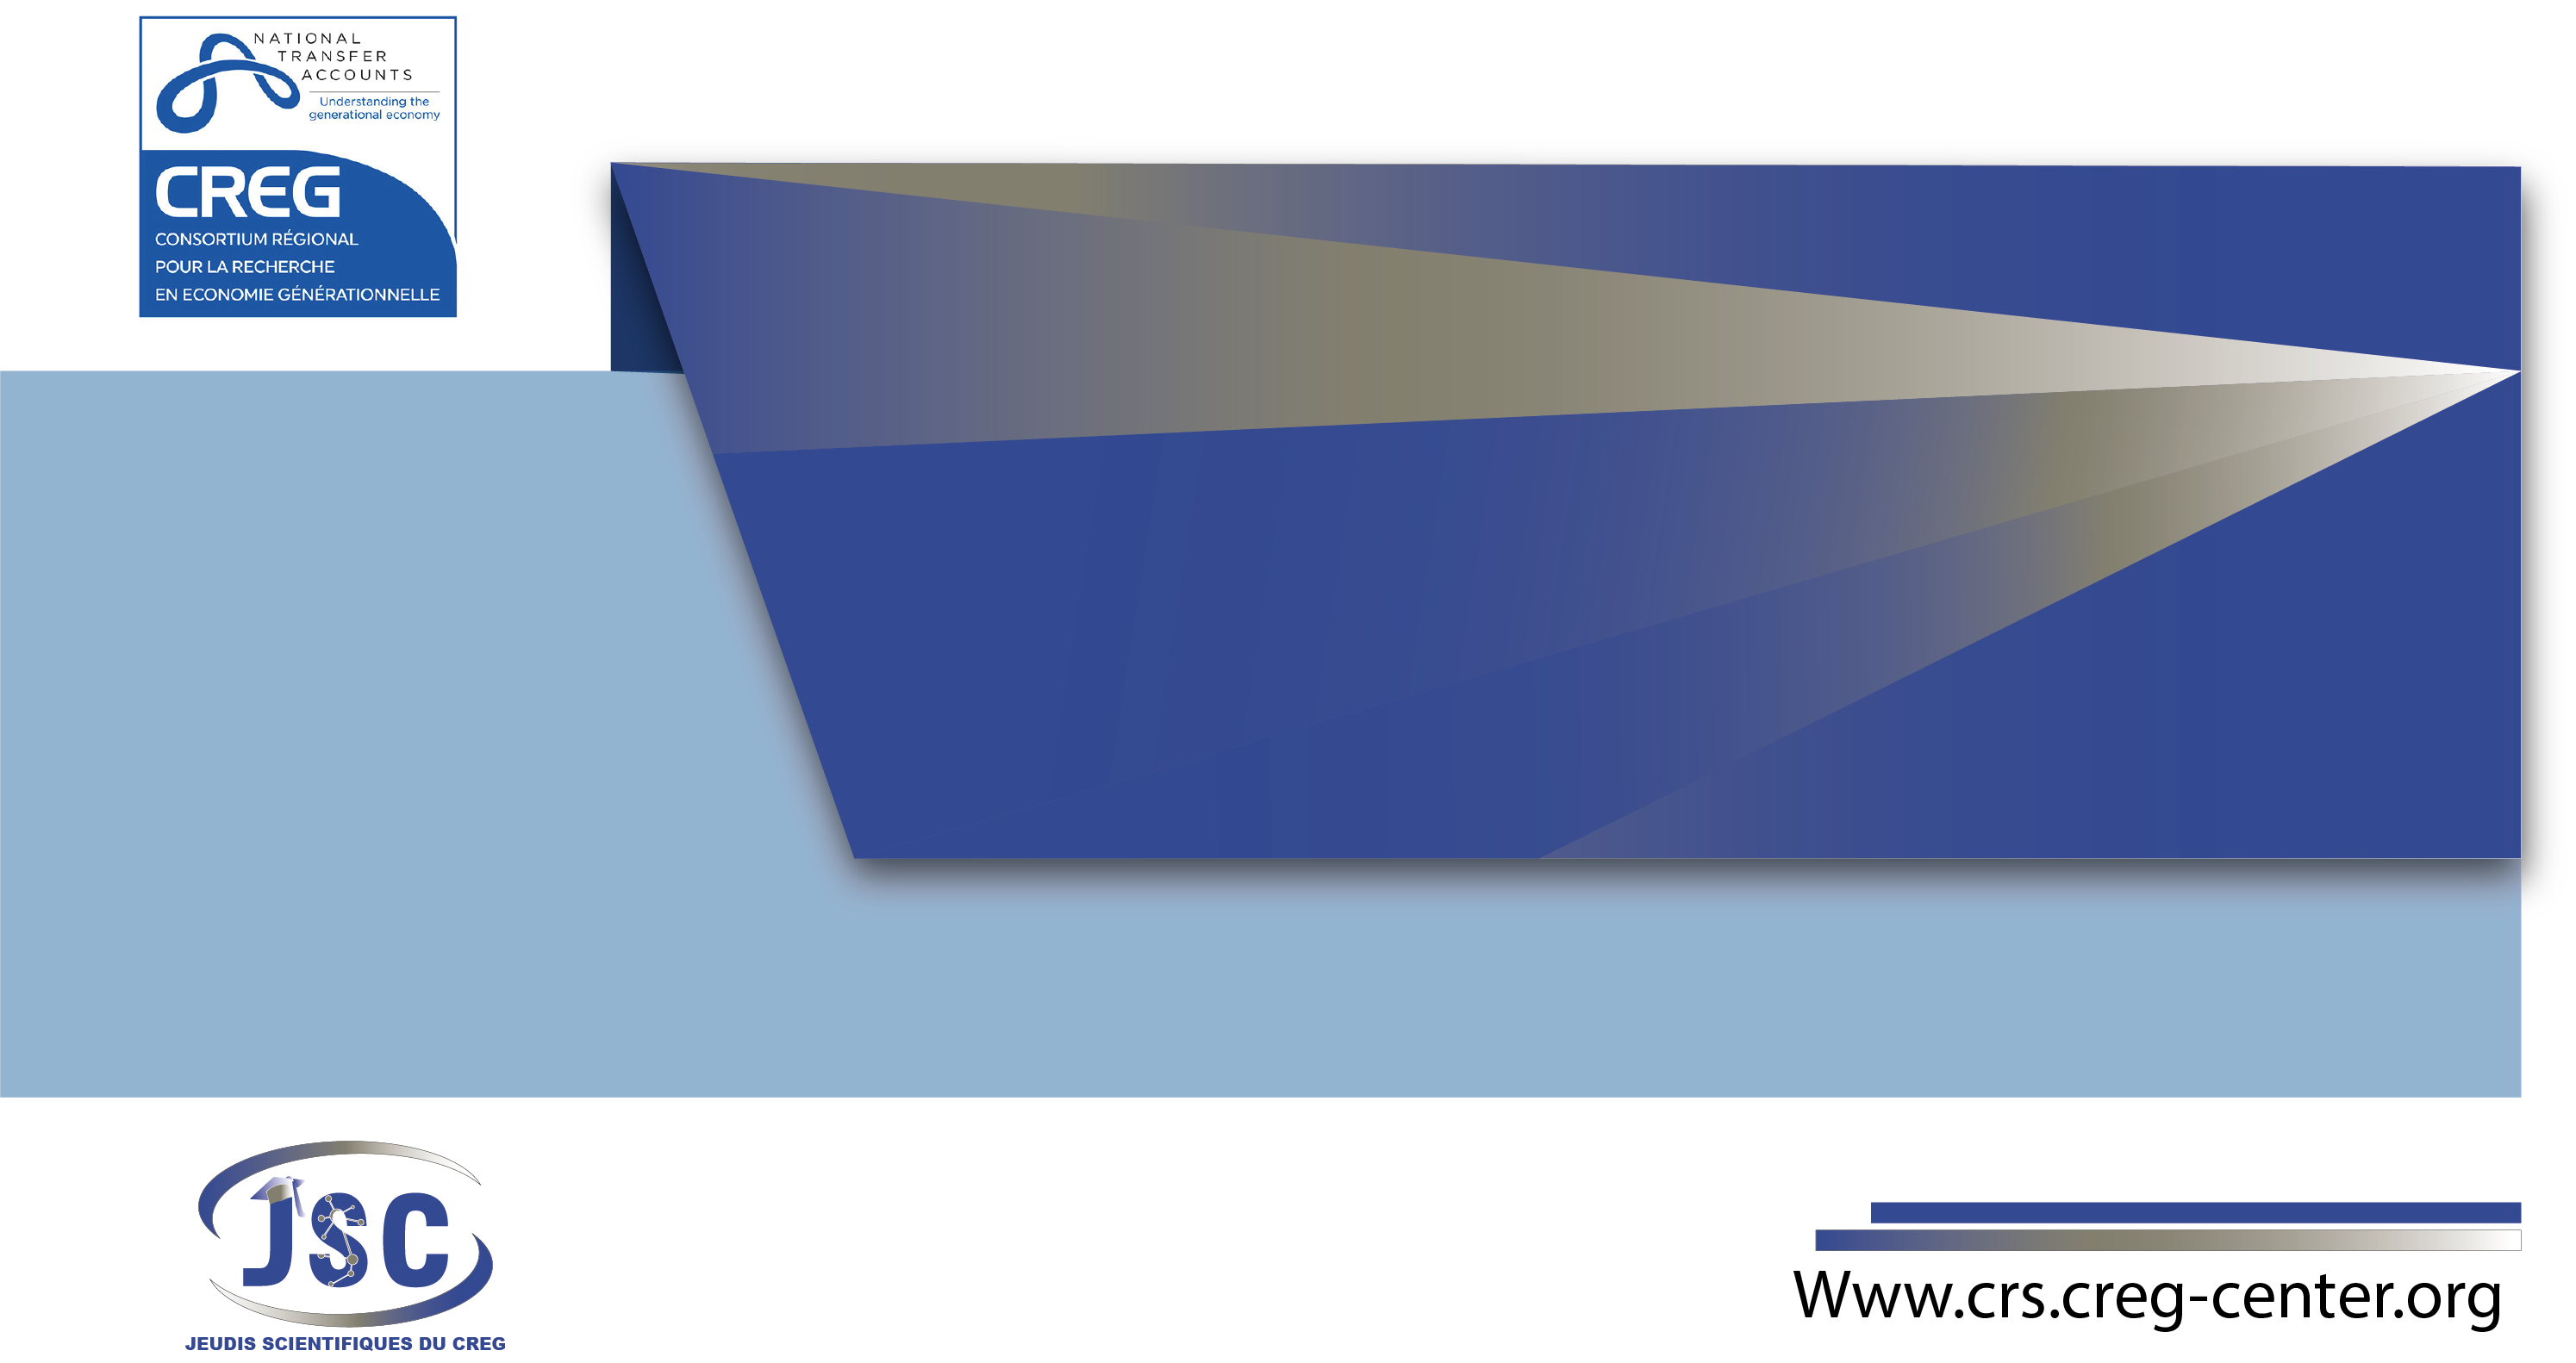 NATIONAL
TRANSFER
ACCOUNTS
Understanding the
generational economy
CREG
CONSORTIUM RÉGIONAL
POUR LA RECHERCHE
EN ECONOMIE GÉNÉRATIONNELLE
JSC
JEUDIS SCIENTIFIQUES DU CREG
Www.crs.creg-center.org